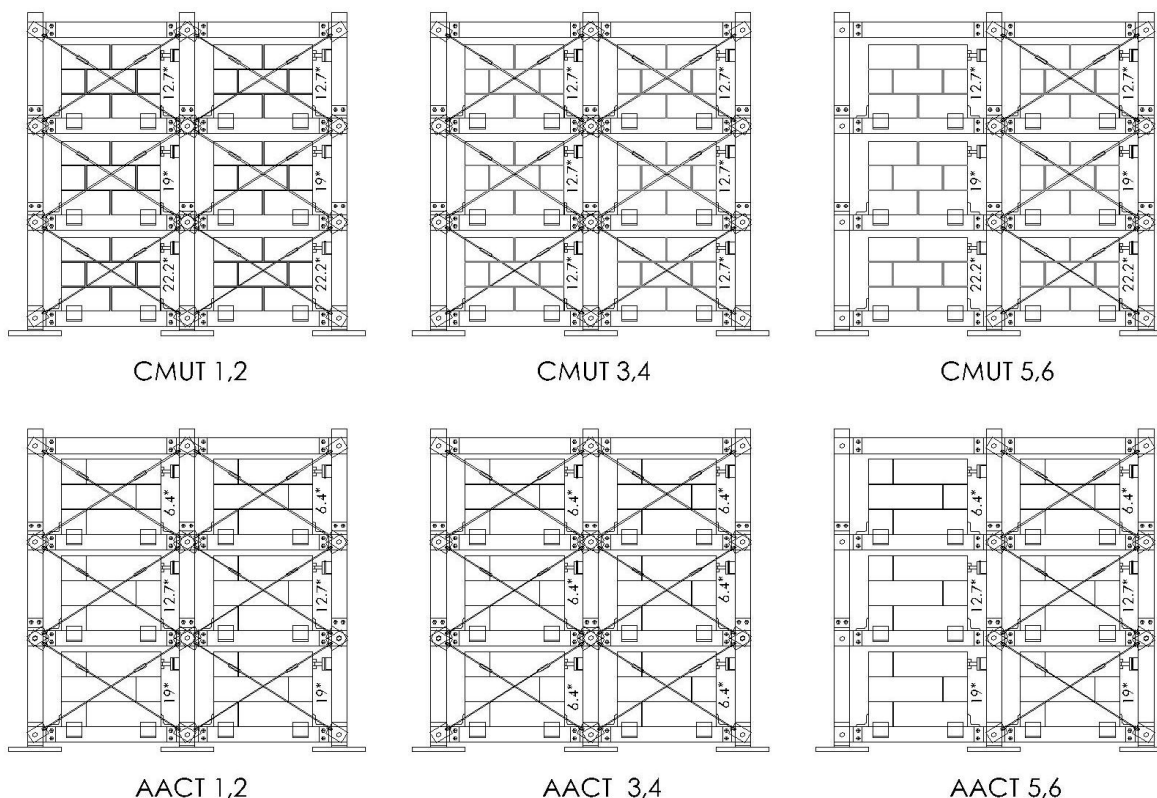 12.7* 12.7* 12.7* 12.7* 12.7* 12.7*
19* 19* 12.7* 12.7* 19* 19*
22.2* 22.2* 12.7* 12.7* 22.2* 22.2*
CMUT 1,2 CMUT 3,4 CMUT 5,6
6.4* 6.4* 6.4* 6.4* 6.4* 6.4*
12.7* 12.7* 6.4* 6.4* 12.7* 12.7*
19* 19* 6.4* 6.4* 19* 19*
AACT 1,2 AACT 3,4 AACT 5,6